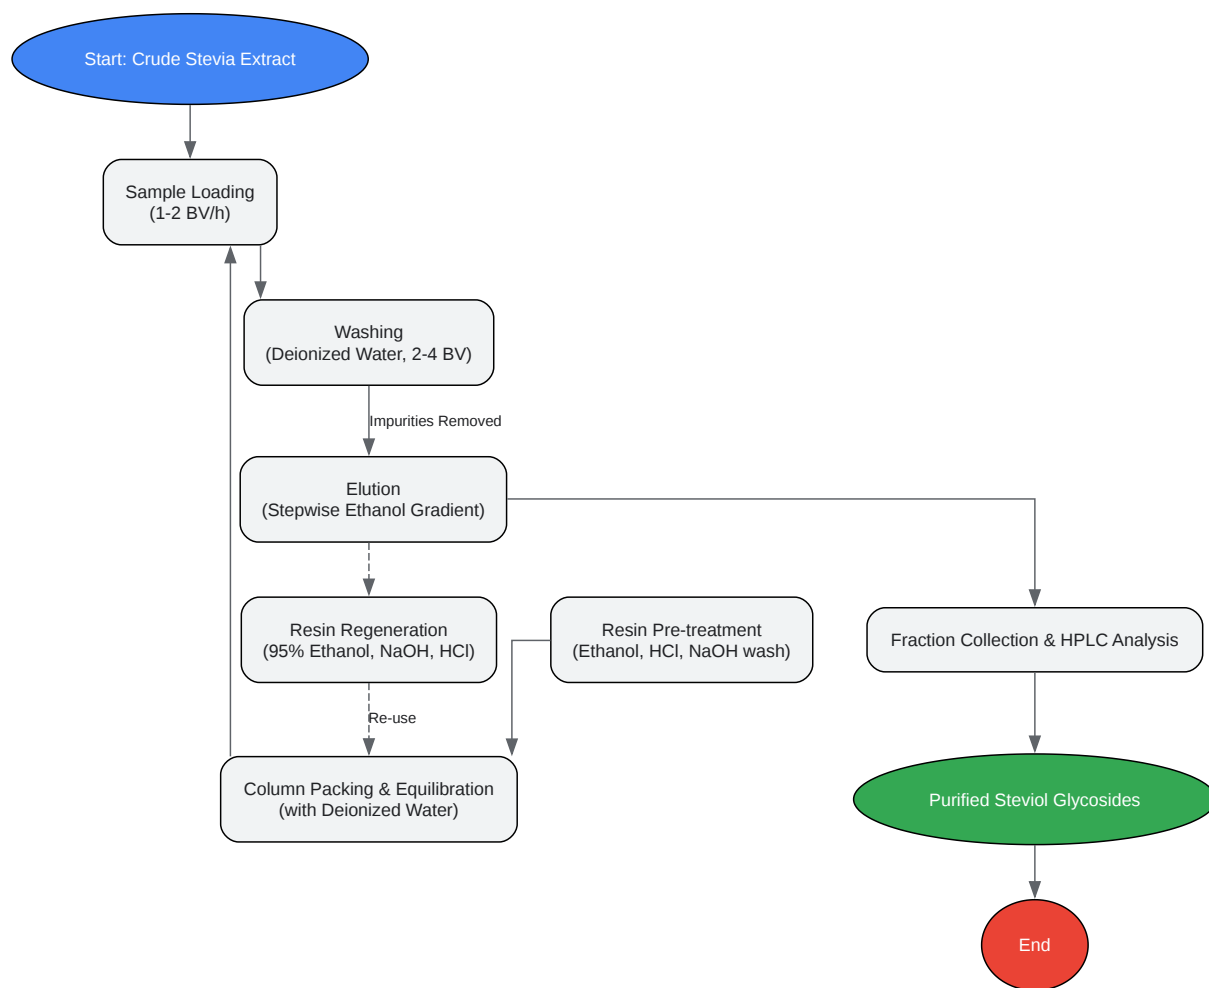 Start: Crude Stevia Extract
Sample Loading
(1-2 BV/h)
Washing
(Deionized Water, 2-4 BV)
Impurities Removed
Elution
(Stepwise Ethanol Gradient)
Resin Regeneration
(95% Ethanol, NaOH, HCl)
Resin Pre-treatment
(Ethanol, HCl, NaOH wash)
Fraction Collection & HPLC Analysis
Re-use
Column Packing & Equilibration
(with Deionized Water)
Purified Steviol Glycosides
End